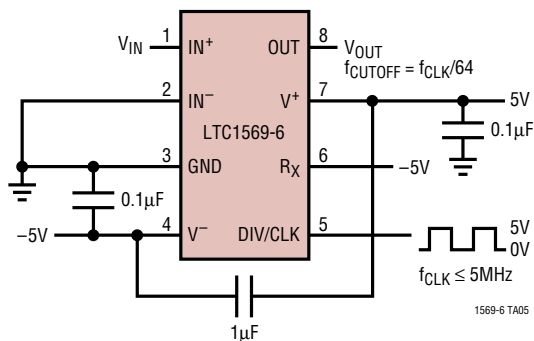 1
8
V_IN
IN⁺
OUT
V_OUT
f_CUTOFF = f_CLK/64
2
7
IN⁻
V⁺
5V
LTC1569-6
0.1µF
3
6
GND
R_X
–5V
0.1µF
4
5
–5V
V⁻
DIV/CLK
5V
0V
f_CLK ≤ 5MHz
1µF
1569-6 TA05